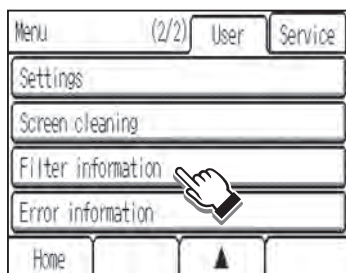 Menu (2/2) User Service
Settings
Screen cleaning
Filter information
Error information
Home ▲